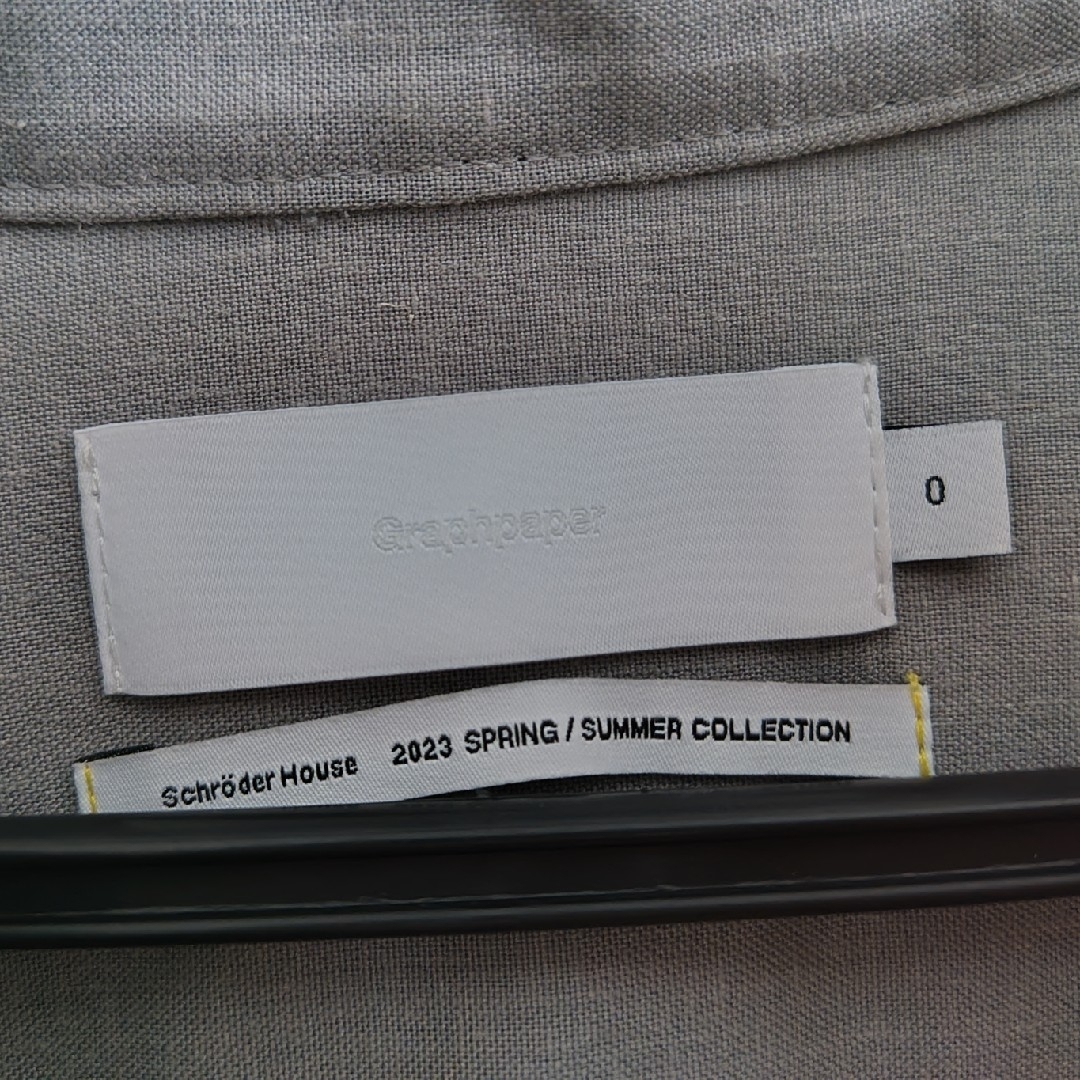 Graphpaper
0
Schröder House 2023 SPRING / SUMMER COLLECTION